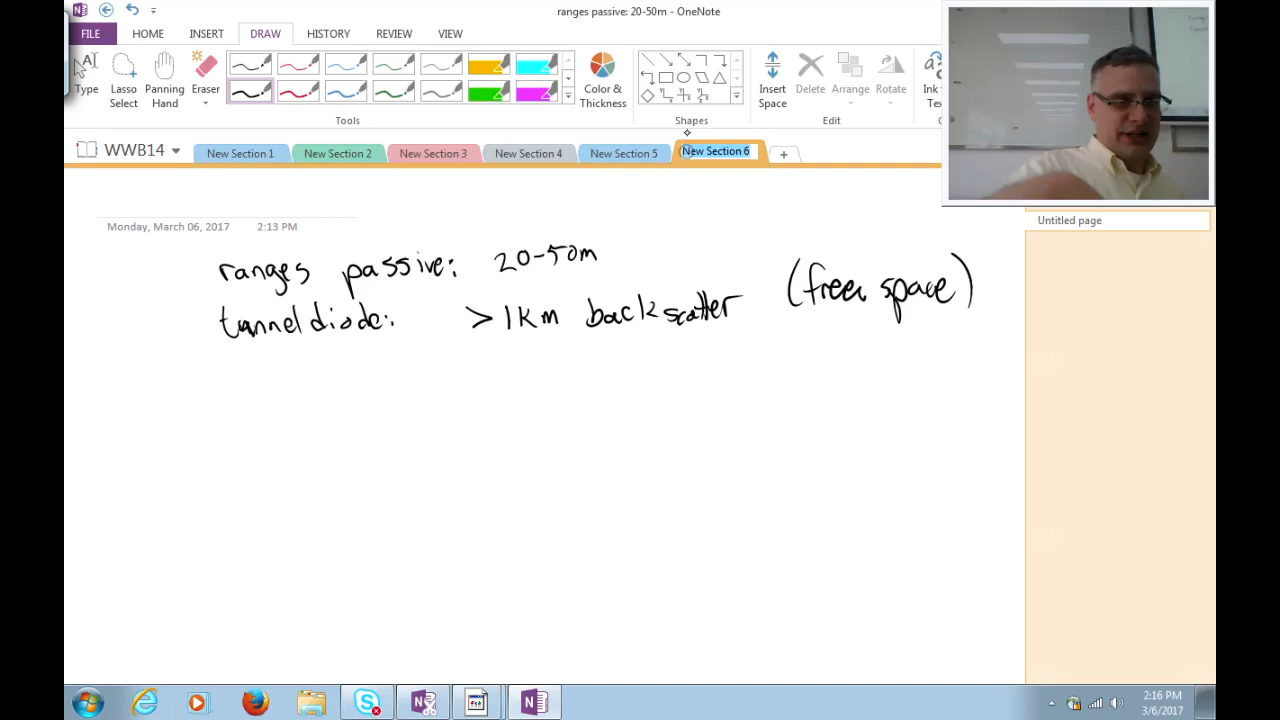 ranges passive: 20-50m - OneNote
FILE HOME INSERT DRAW HISTORY REVIEW VIEW
Type
Lasso Select
Panning Hand
Eraser
Color & Thickness
Insert Space
Delete
Arrange
Rotate
Ink to
Tools
Shapes
Edit
WWB14
New Section 1
New Section 2
New Section 3
New Section 4
New Section 5
New Section 6
Untitled page
Monday, March 06, 2017 2:13 PM
ranges passive: 20-50m
(free space)
tunnel diode: >1km backscatter
2:16 PM
3/6/2017